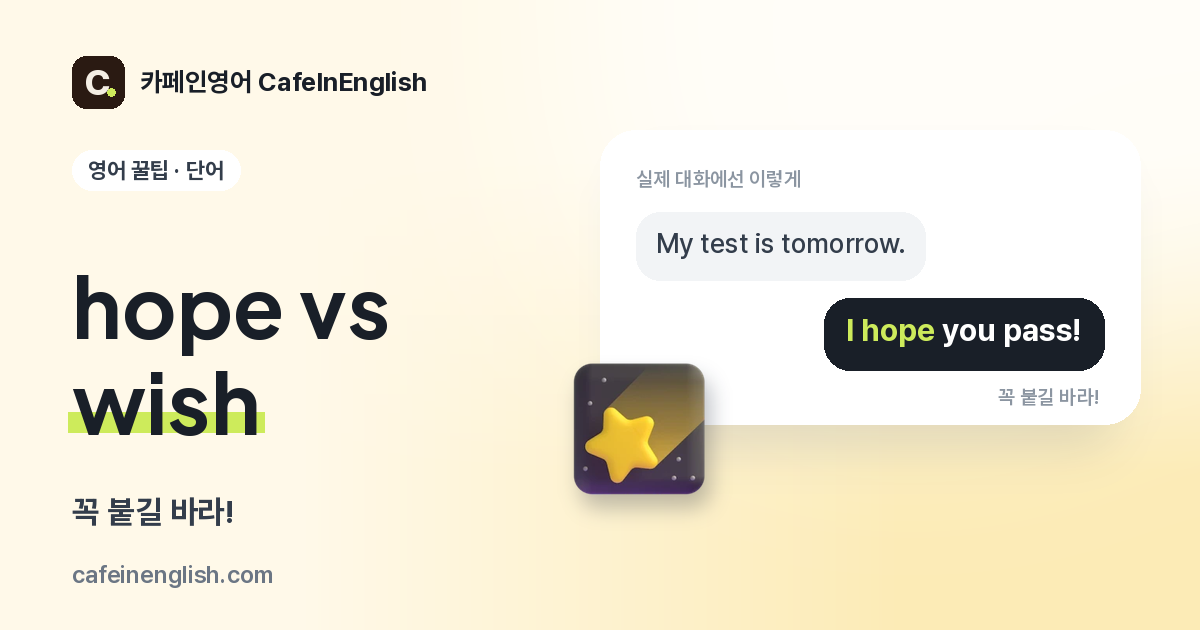 C
카페인영어 CafeInEnglish
영어 꿀팁 · 단어
hope vs
wish
꼭 붙길 바라!
cafeinenglish.com
실제 대화에선 이렇게
My test is tomorrow.
I hope you pass!
꼭 붙길 바라!